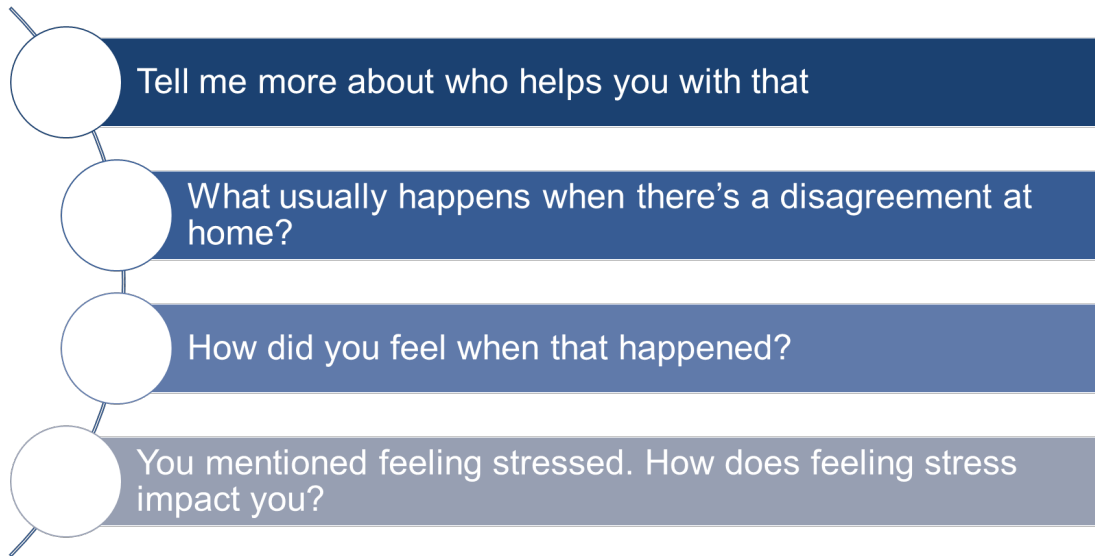 Tell me more about who helps you with that
What usually happens when there’s a disagreement at
home?
How did you feel when that happened?
You mentioned feeling stressed. How does feeling stress
impact you?